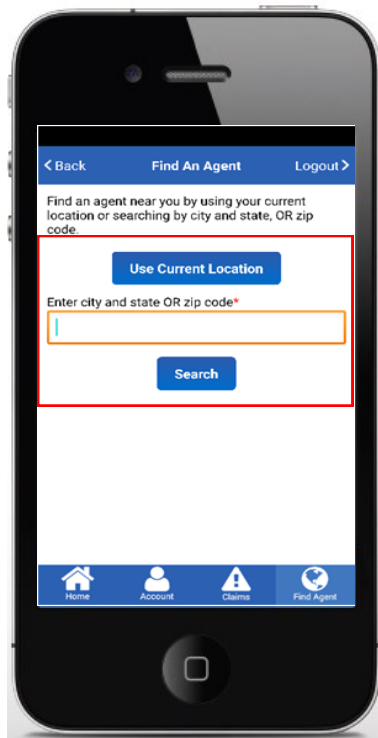 Back Find An Agent Logout
Find an agent near you by using your current
location or searching by city and state, OR zip
code.
Use Current Location
Enter city and state OR zip code*
Search
Home Account Claims Find Agent